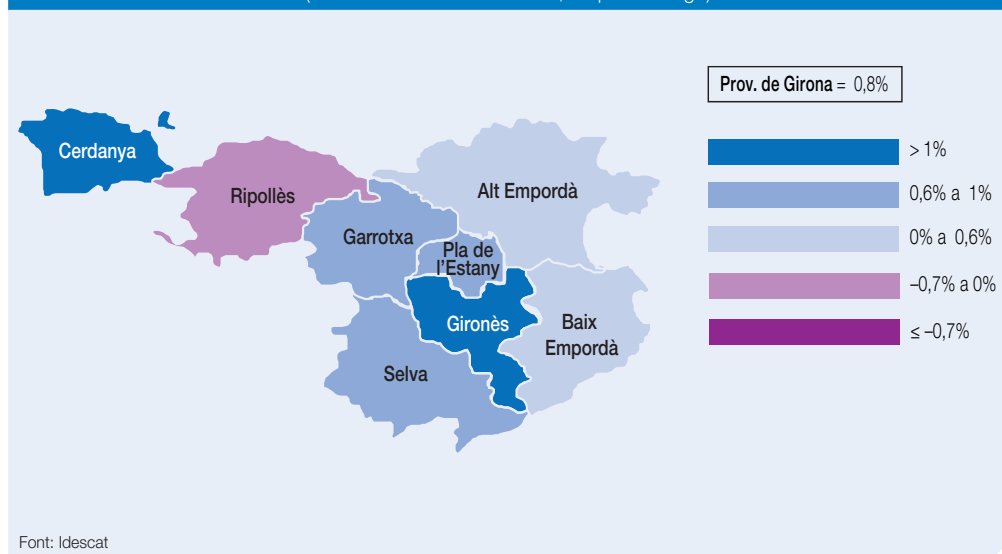 Prov. de Girona = 0,8%
Cerdanya
Ripollès
Alt Empordà
Garrotxa
Pla de
l'Estany
Gironès
Baix
Empordà
Selva
> 1%
0,6% a 1%
0% a 0,6%
–0,7% a 0%
≤ –0,7%
Font: Idescat